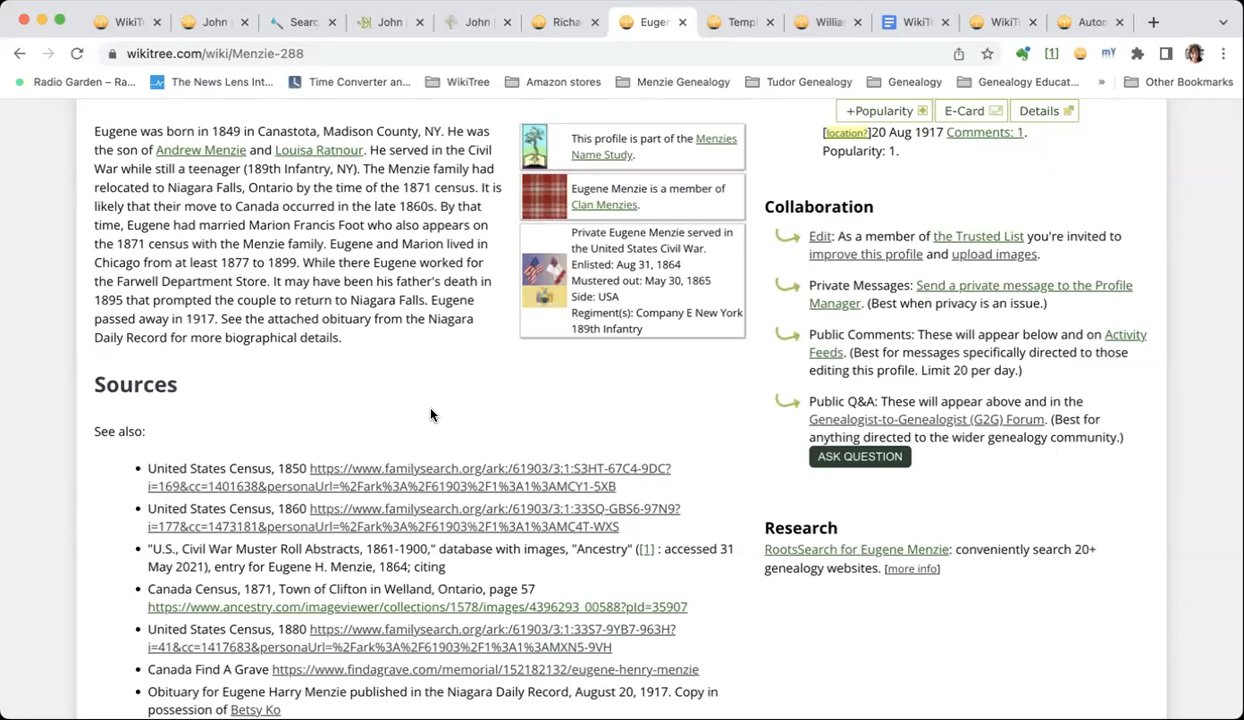 WikiTr
John
Searc
John
John
Richa
Euger
Templ
Willia
WikiTr
WikiTr
Auto
wikitree.com/wiki/Menzie-288
[1]
mY
Radio Garden – Ra...
The News Lens Int...
Time Converter an...
WikiTree
Amazon stores
Menzie Genealogy
Tudor Genealogy
Genealogy
Genealogy Educat...
»
Other Bookmarks
Eugene was born in 1849 in Canastota, Madison County, NY. He was
the son of Andrew Menzie and Louisa Ratnour. He served in the Civil
War while still a teenager (189th Infantry, NY). The Menzie family had
relocated to Niagara Falls, Ontario by the time of the 1871 census. It is
likely that their move to Canada occurred in the late 1860s. By that
time, Eugene had married Marion Francis Foot who also appears on
the 1871 census with the Menzie family. Eugene and Marion lived in
Chicago from at least 1877 to 1899. While there Eugene worked for
the Farwell Department Store. It may have been his father's death in
1895 that prompted the couple to return to Niagara Falls. Eugene
passed away in 1917. See the attached obituary from the Niagara
Daily Record for more biographical details.
This profile is part of the Menzies
Name Study.
Eugene Menzie is a member of
Clan Menzies.
Private Eugene Menzie served in
the United States Civil War.
Enlisted: Aug 31, 1864
Mustered out: May 30, 1865
Side: USA
Regiment(s): Company E New York
189th Infantry
Sources
See also:
• United States Census, 1850 https://www.familysearch.org/ark:/61903/3:1:S3HT-67C4-9DC?
i=169&cc=1401638&personaUrl=%2Fark%3A%2F61903%2F1%3A1%3AMCY1-5XB
• United States Census, 1860 https://www.familysearch.org/ark:/61903/3:1:33SQ-GBS6-97N9?
i=177&cc=1473181&personaUrl=%2Fark%3A%2F61903%2F1%3A1%3AMC4T-WXS
• "U.S., Civil War Muster Roll Abstracts, 1861-1900," database with images, "Ancestry" ([1] : accessed 31
May 2021), entry for Eugene H. Menzie, 1864; citing
• Canada Census, 1871, Town of Clifton in Welland, Ontario, page 57
https://www.ancestry.com/imageviewer/collections/1578/images/4396293_00588?pId=35907
• United States Census, 1880 https://www.familysearch.org/ark:/61903/3:1:33S7-9YB7-963H?
i=41&cc=1417683&personaUrl=%2Fark%3A%2F61903%2F1%3A1%3AMXN5-9VH
• Canada Find A Grave https://www.findagrave.com/memorial/152182132/eugene-henry-menzie
• Obituary for Eugene Harry Menzie published in the Niagara Daily Record, August 20, 1917. Copy in
possession of Betsy Ko
+Popularity
E-Card
Details
[location?]20 Aug 1917 Comments: 1.
Popularity: 1.
Collaboration
Edit: As a member of the Trusted List you're invited to
improve this profile and upload images.
Private Messages: Send a private message to the Profile
Manager. (Best when privacy is an issue.)
Public Comments: These will appear below and on Activity
Feeds. (Best for messages specifically directed to those
editing this profile. Limit 20 per day.)
Public Q&A: These will appear above and in the
Genealogist-to-Genealogist (G2G) Forum. (Best for
anything directed to the wider genealogy community.)
ASK QUESTION
Research
RootsSearch for Eugene Menzie: conveniently search 20+
genealogy websites. [more info]